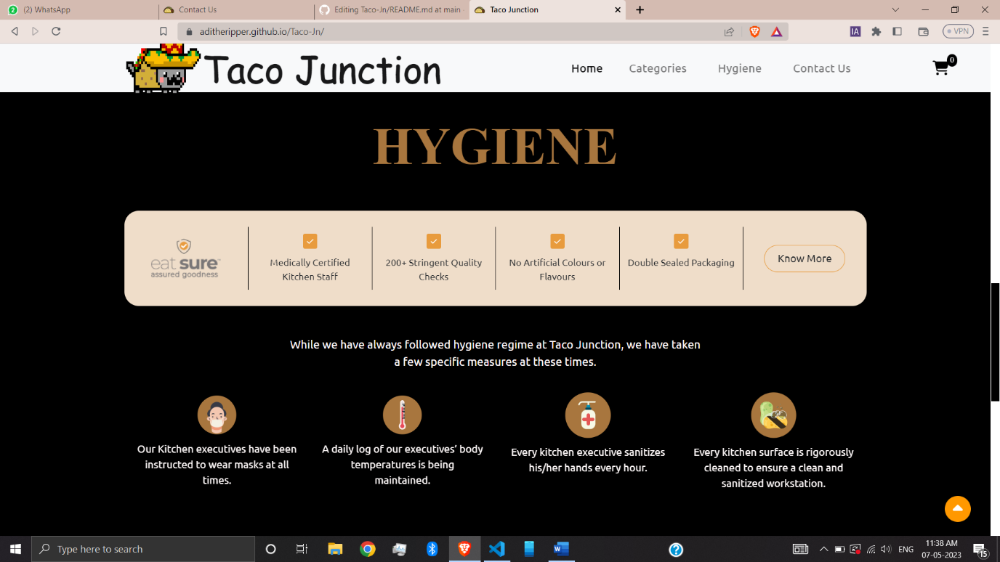 2
(2) WhatsApp
Contact Us
Editing Taco-Jn/README.md at main
Taco Junction
aditheripper.github.io/Taco-Jn/
IA
VPN
Taco Junction
Home
Categories
Hygiene
Contact Us
0
HYGIENE
eat sure™
assured goodness
Medically Certified
Kitchen Staff
200+ Stringent Quality
Checks
No Artificial Colours or
Flavours
Double Sealed Packaging
Know More
While we have always followed hygiene regime at Taco Junction, we have taken
a few specific measures at these times.
Our Kitchen executives have been
instructed to wear masks at all
times.
A daily log of our executives’ body
temperatures is being
maintained.
Every kitchen executive sanitizes
his/her hands every hour.
Every kitchen surface is rigorously
cleaned to ensure a clean and
sanitized workstation.
Type here to search
W
?
ENG
11:38 AM
07-05-2023
15